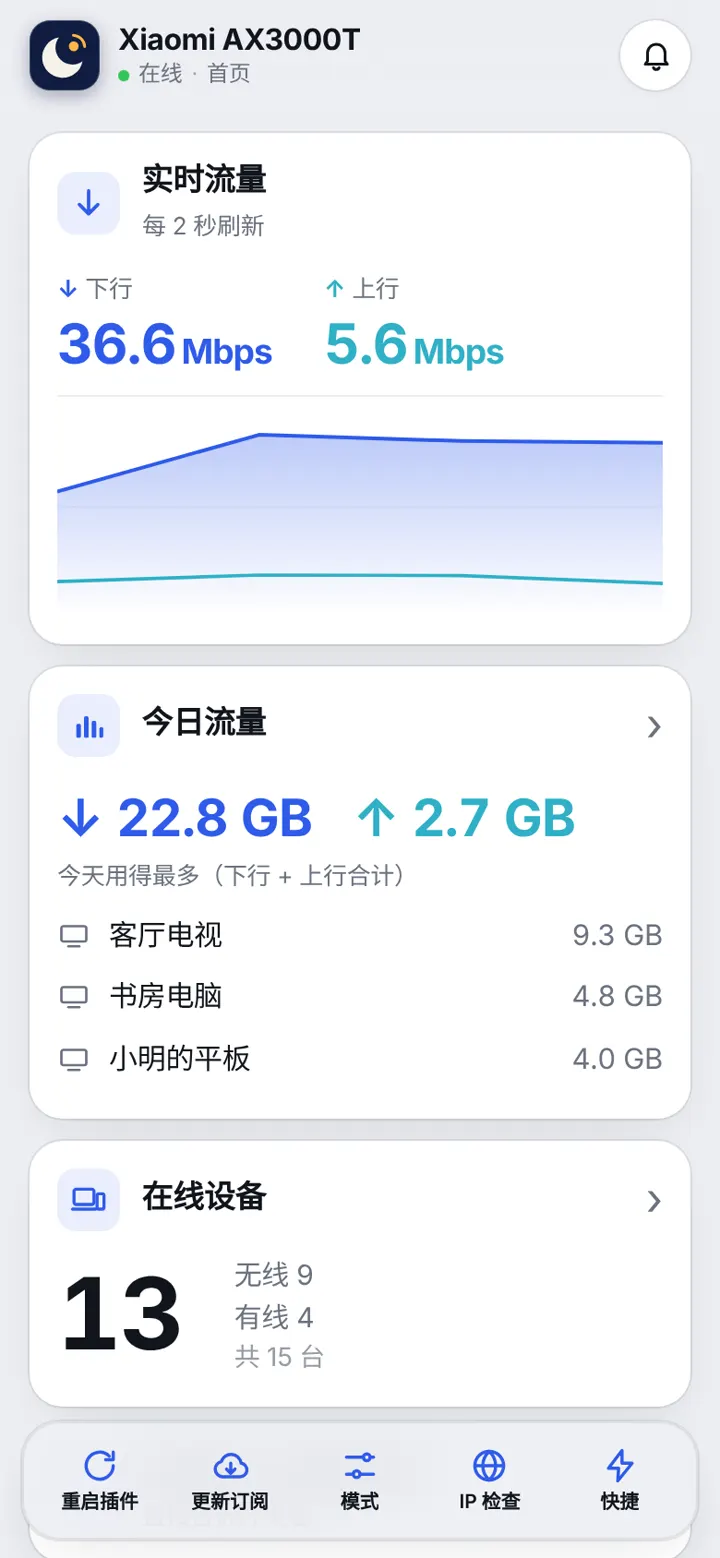 Xiaomi AX3000T
在线 · 首页
实时流量
每 2 秒刷新
↓ 下行
↑ 上行
36.6 Mbps
5.6 Mbps
今日流量
↓ 22.8 GB ↑ 2.7 GB
今天用得最多（下行 + 上行合计）
客厅电视 9.3 GB
书房电脑 4.8 GB
小明的平板 4.0 GB
在线设备
13
无线 9
有线 4
共 15 台
重启插件
更新订阅
模式
IP 检查
快捷